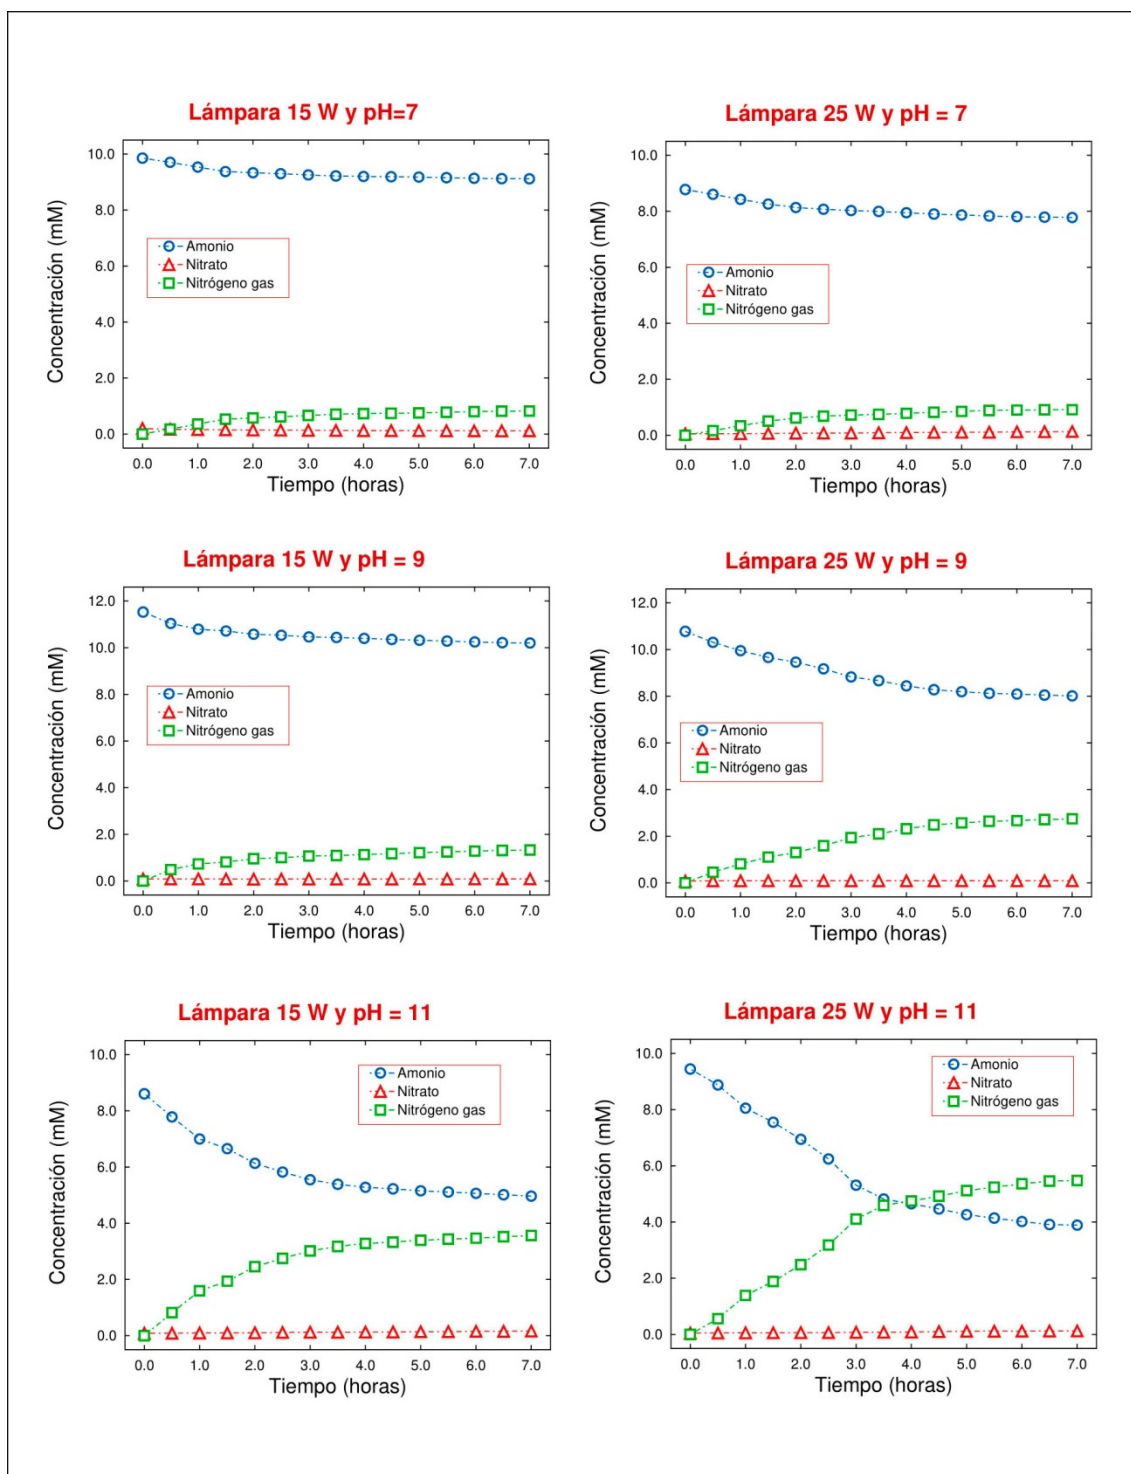 Lámpara 15 W y pH=7
10.0
8.0
6.0
4.0
2.0
0.0
Concentración (mM)
Amonio
Nitrato
Nitrógeno gas
0.0 1.0 2.0 3.0 4.0 5.0 6.0 7.0
Tiempo (horas)
Lámpara 25 W y pH = 7
10.0
8.0
6.0
4.0
2.0
0.0
Concentración (mM)
Amonio
Nitrato
Nitrógeno gas
0.0 1.0 2.0 3.0 4.0 5.0 6.0 7.0
Tiempo (horas)
Lámpara 15 W y pH = 9
12.0
10.0
8.0
6.0
4.0
2.0
0.0
Concentración (mM)
Amonio
Nitrato
Nitrógeno gas
0.0 1.0 2.0 3.0 4.0 5.0 6.0 7.0
Tiempo (horas)
Lámpara 25 W y pH = 9
12.0
10.0
8.0
6.0
4.0
2.0
0.0
Concentración (mM)
Amonio
Nitrato
Nitrógeno gas
0.0 1.0 2.0 3.0 4.0 5.0 6.0 7.0
Tiempo (horas)
Lámpara 15 W y pH = 11
10.0
8.0
6.0
4.0
2.0
0.0
Concentración (mM)
Amonio
Nitrato
Nitrógeno gas
0.0 1.0 2.0 3.0 4.0 5.0 6.0 7.0
Tiempo (horas)
Lámpara 25 W y pH = 11
10.0
8.0
6.0
4.0
2.0
0.0
Concentración (mM)
Amonio
Nitrato
Nitrógeno gas
0.0 1.0 2.0 3.0 4.0 5.0 6.0 7.0
Tiempo (horas)